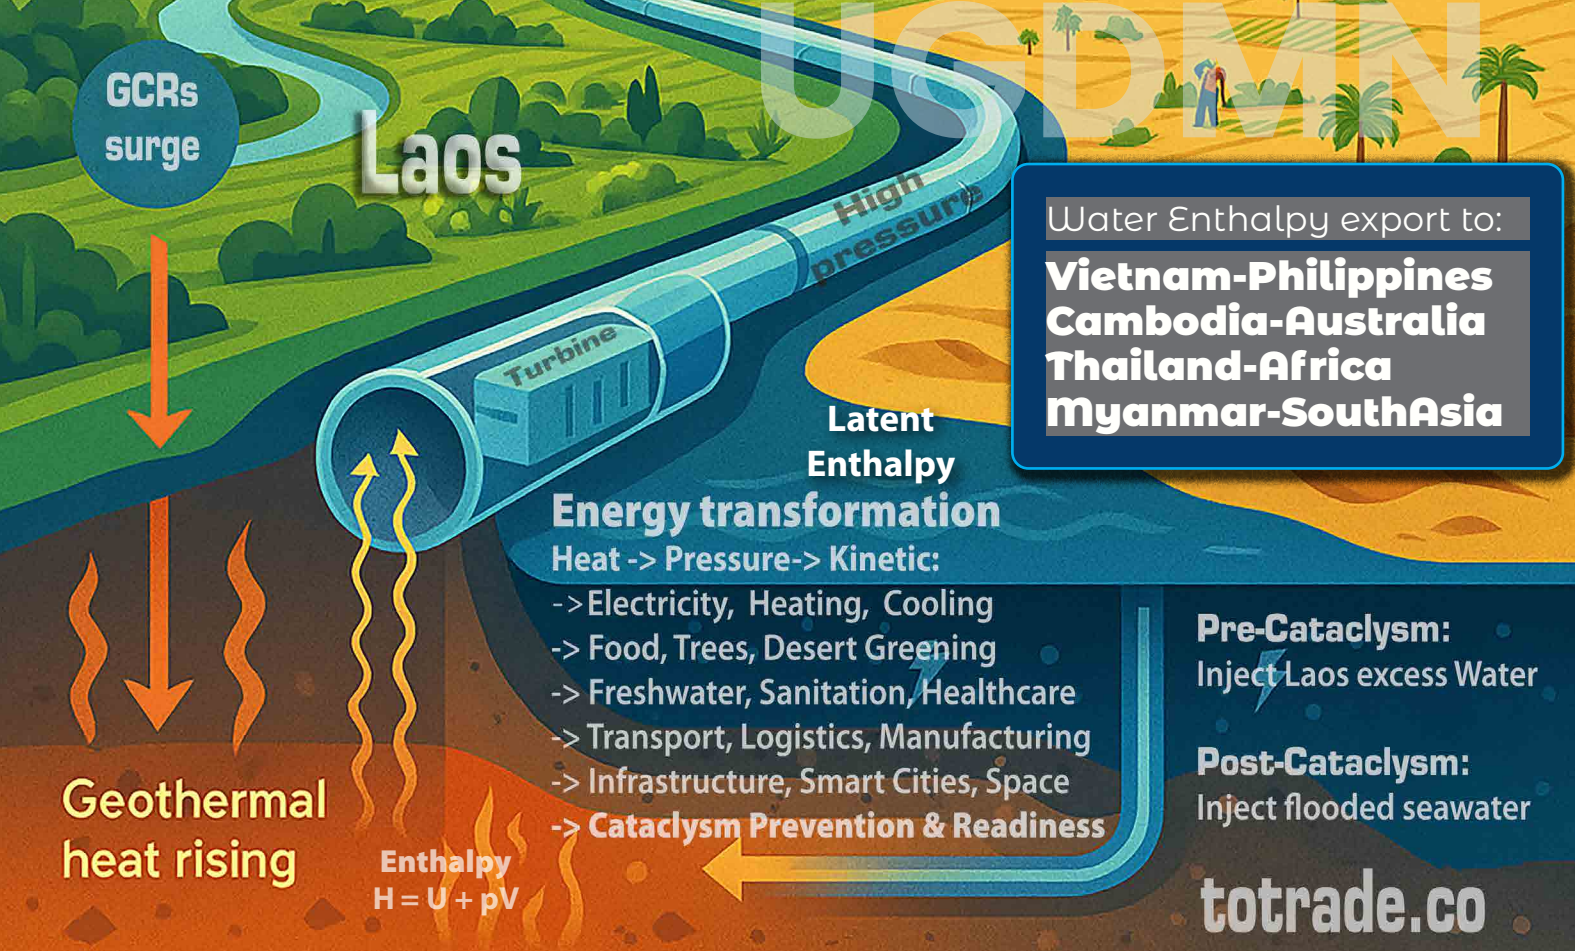 UGDMN
GCRs
surge
Laos
High
pressure
Turbine
Water Enthalpy export to:
Vietnam-Philippines
Cambodia-Australia
Thailand-Africa
Myanmar-SouthAsia
Latent
Enthalpy
Energy transformation
Heat -> Pressure-> Kinetic:
->Electricity, Heating, Cooling
-> Food, Trees, Desert Greening
-> Freshwater, Sanitation, Healthcare
-> Transport, Logistics, Manufacturing
-> Infrastructure, Smart Cities, Space
-> Cataclysm Prevention & Readiness
Pre-Cataclysm:
Inject Laos excess Water
Post-Cataclysm:
Inject flooded seawater
Geothermal
heat rising
Enthalpy
H = U + pV
totrade.co